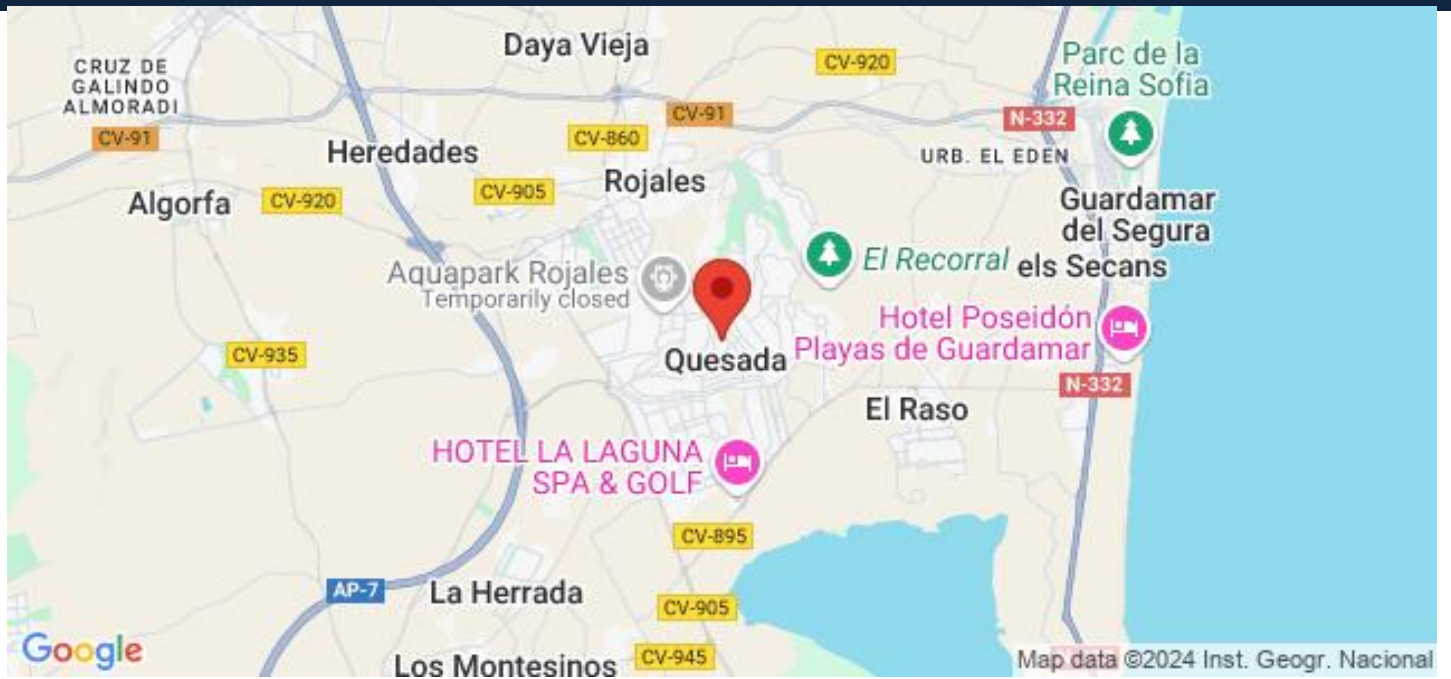 Daya Vieja
CV-920
Parc de la
Reina Sofia
CRUZ DE
GALINDO
ALMORADI
CV-91
CV-91
N-332
CV-860
Heredades
URB. EL EDEN
CV-905
Rojales
Algorfa
CV-920
Guardamar
del Segura
El Recorral
els Secans
Aquapark Rojales
Temporarily closed
Hotel Poseidón
Playas de Guardamar
CV-935
Quesada
N-332
El Raso
HOTEL LA LAGUNA
SPA & GOLF
CV-895
AP-7
La Herrada
CV-905
Google
Los Montesinos
CV-945
Map data ©2024 Inst. Geogr. Nacional